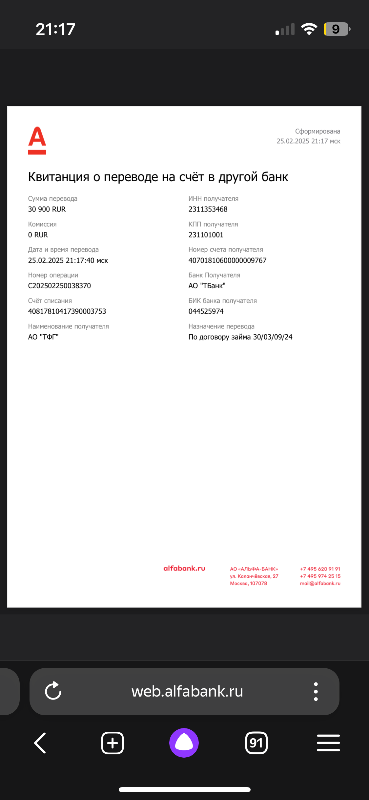 21:17
9
А
Сформирована
25.02.2025 21:17 мск
Квитанция о переводе на счёт в другой банк
Сумма перевода
30 900 RUR
Комиссия
0 RUR
Дата и время перевода
25.02.2025 21:17:40 мск
Номер операции
C202502250038370
Счёт списания
40817810417390003753
Наименование получателя
АО "ТФГ"
ИНН получателя
2311353468
КПП получателя
231101001
Номер счета получателя
40701810600000009767
Банк Получателя
АО "ТБанк"
БИК банка получателя
044525974
Назначение перевода
По договору займа 30/03/09/24
alfabank.ru
АО «АЛЬФА-БАНК»
ул. Каланчёвская, 27
Москва, 107078
+7 495 620 91 91
+7 495 974 25 15
mail@alfabank.ru
web.alfabank.ru
91